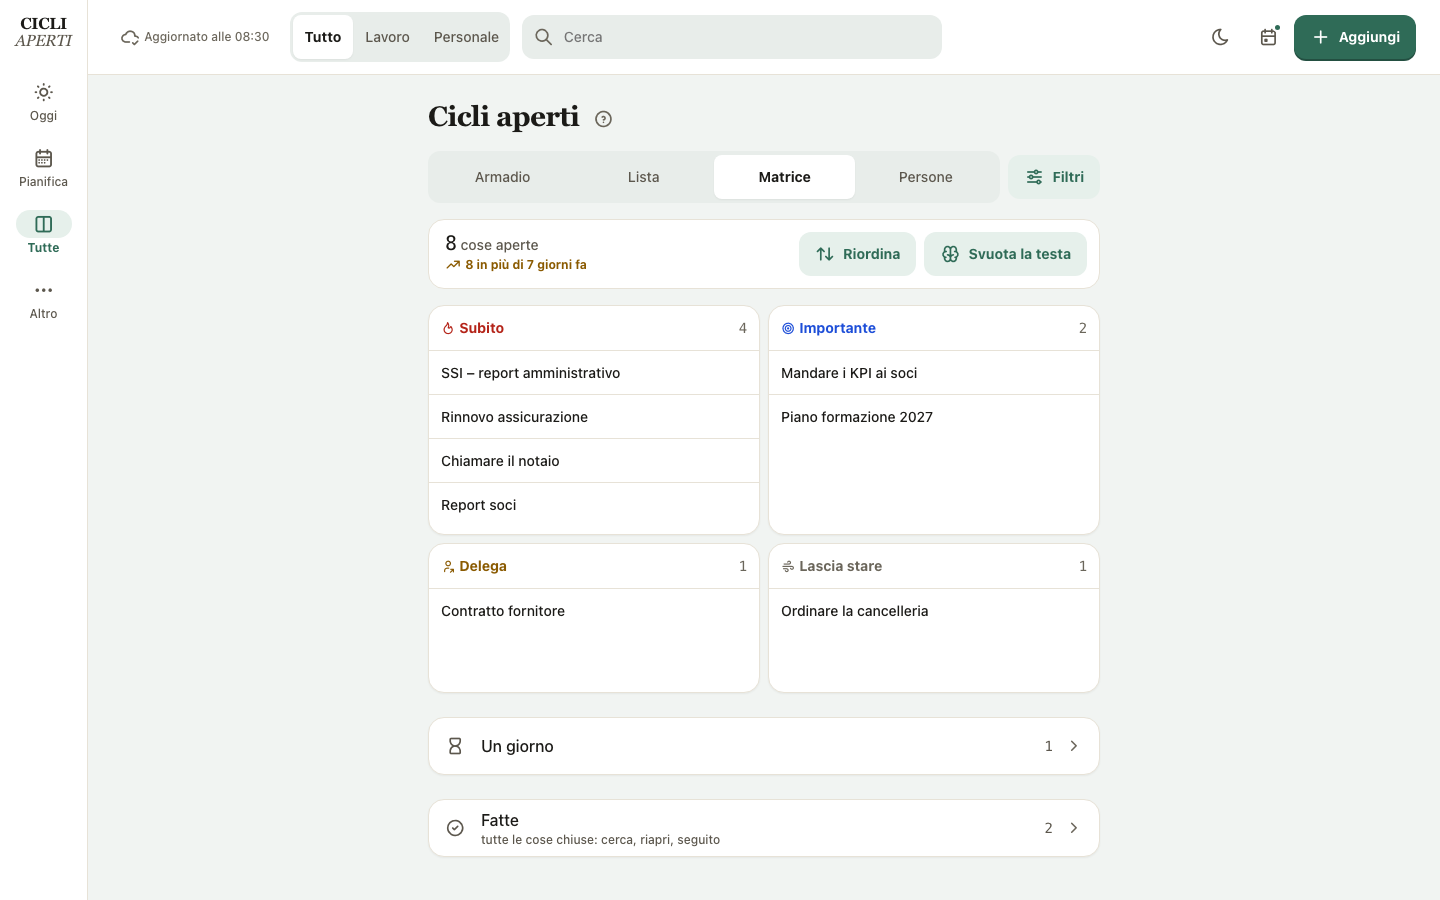 CICLI
APERTI
Aggiornato alle 08:30
Tutto
Lavoro
Personale
Cerca
Aggiungi
Oggi
Pianifica
Tutte
Altro
Cicli aperti
Armadio
Lista
Matrice
Persone
Filtri
8 cose aperte
8 in più di 7 giorni fa
Riordina
Svuota la testa
Subito 4
SSI – report amministrativo
Rinnovo assicurazione
Chiamare il notaio
Report soci
Importante 2
Mandare i KPI ai soci
Piano formazione 2027
Delega 1
Contratto fornitore
Lascia stare 1
Ordinare la cancelleria
Un giorno 1
Fatte 2
tutte le cose chiuse: cerca, riapri, seguito